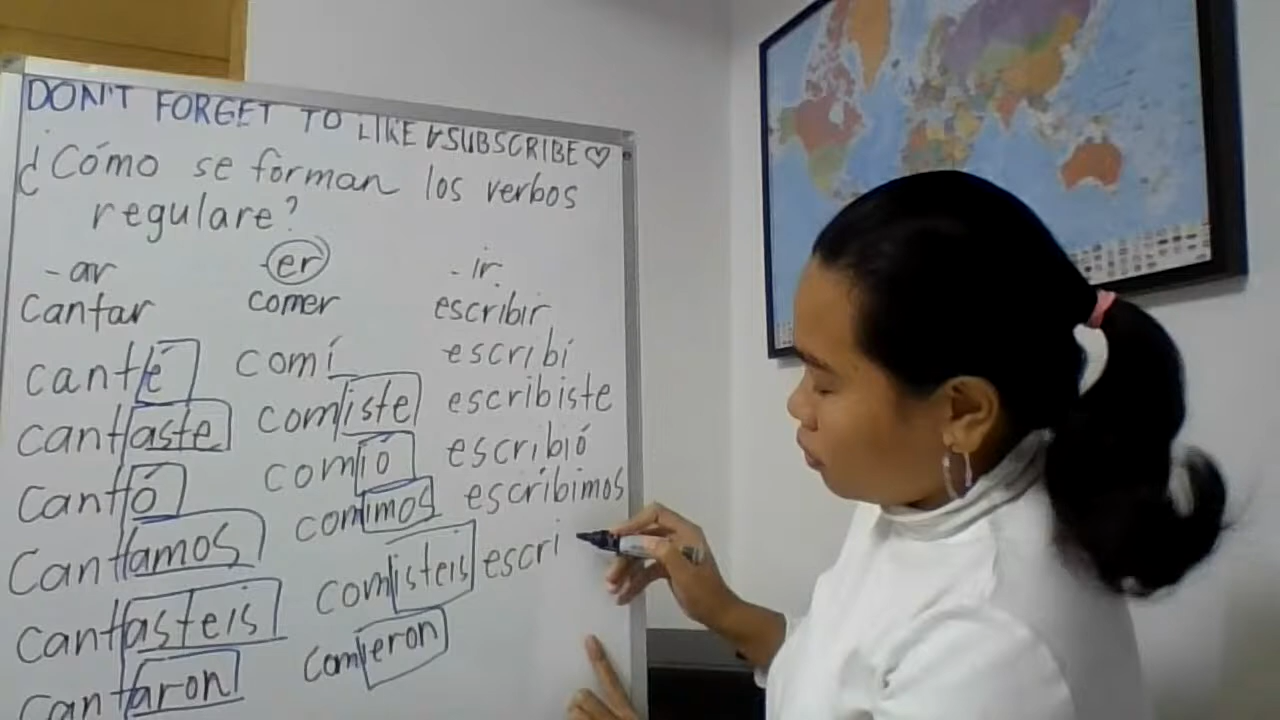 DON'T FORGET TO LIKE & SUBSCRIBE ♡
¿Cómo se forman los verbos
regulare?
-ar -er -ir
cantar comer escribir
canté comí escribí
cantaste comiste escribiste
cantó comió escribió
cantamos comimos escribimos
cantasteis comisteis escri
cantaron comieron